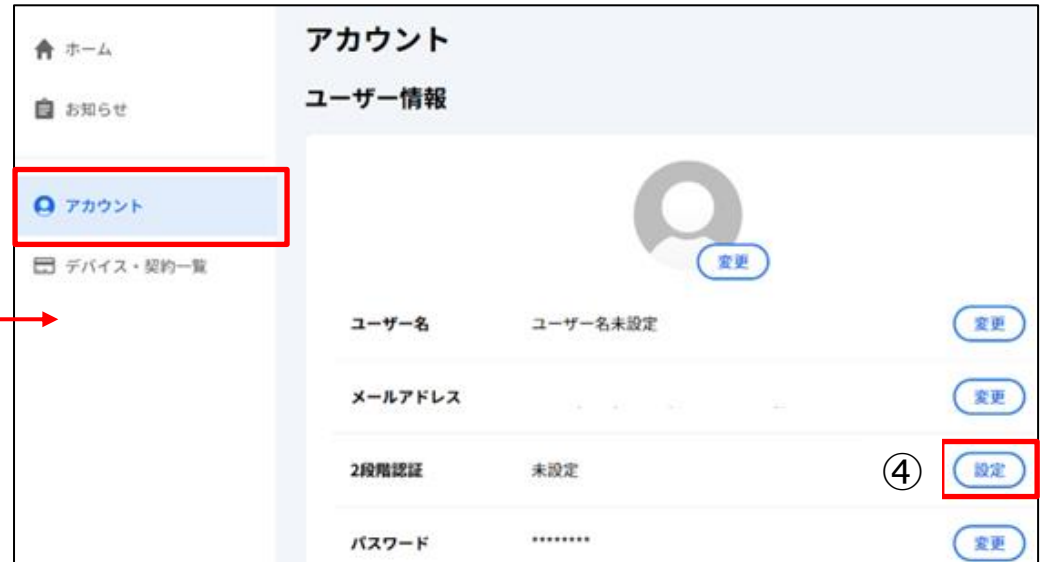 ホーム
お知らせ
アカウント
デバイス・契約一覧
アカウント
ユーザー情報
変更
ユーザー名 ユーザー名未設定 変更
メールアドレス 変更
2段階認証 未設定 ④ 設定
パスワード ******** 変更